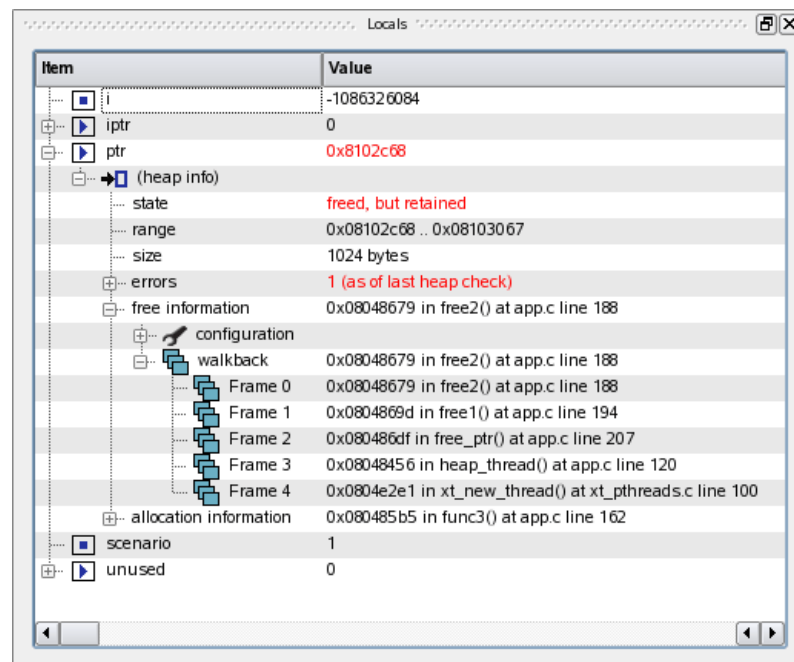 Locals
Item Value
i -1086326084
iptr 0
ptr 0x8102c68
(heap info)
state freed, but retained
range 0x08102c68 .. 0x08103067
size 1024 bytes
errors 1 (as of last heap check)
free information 0x08048679 in free2() at app.c line 188
configuration
walkback 0x08048679 in free2() at app.c line 188
Frame 0 0x08048679 in free2() at app.c line 188
Frame 1 0x0804869d in free1() at app.c line 194
Frame 2 0x080486df in free_ptr() at app.c line 207
Frame 3 0x08048456 in heap_thread() at app.c line 120
Frame 4 0x0804e2e1 in xt_new_thread() at xt_pthreads.c line 100
allocation information 0x080485b5 in func3() at app.c line 162
scenario 1
unused 0